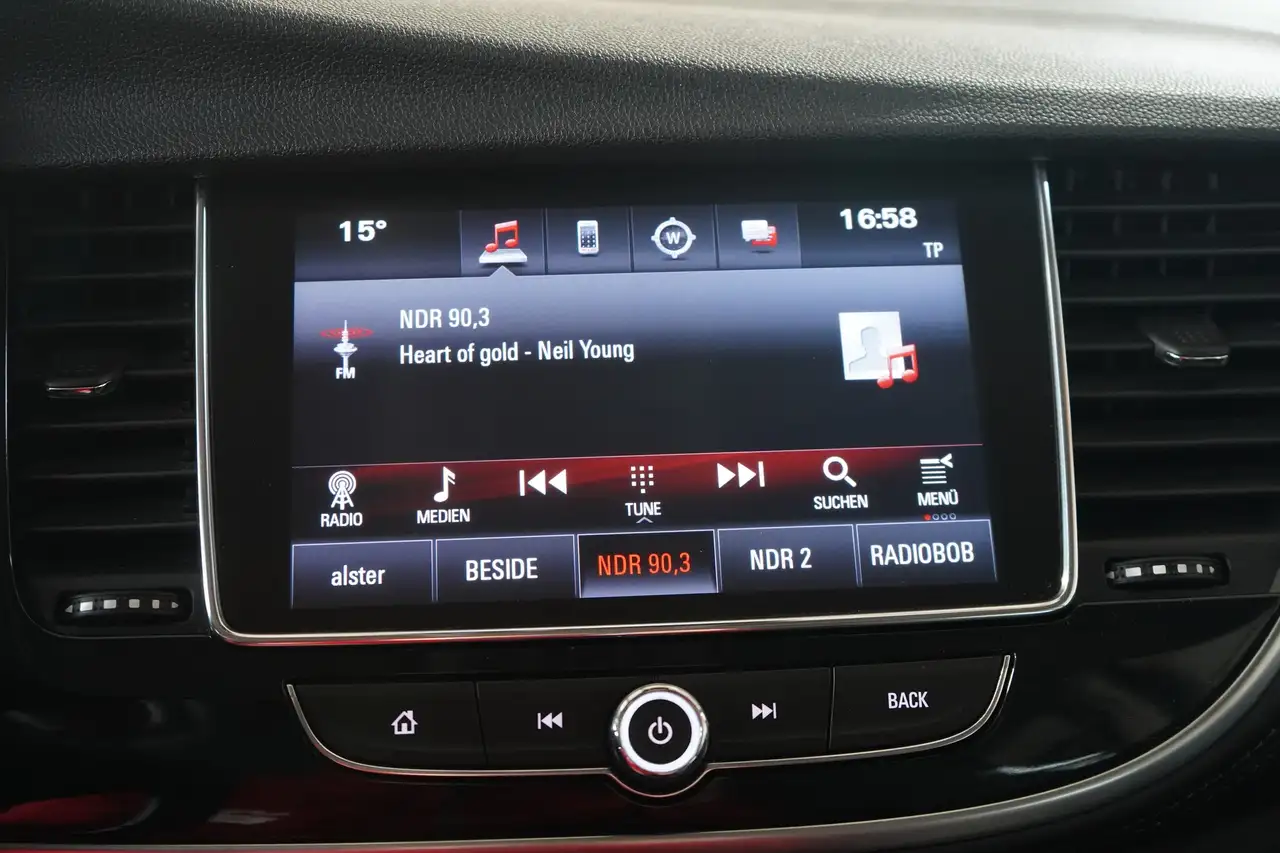 15°
W
16:58
TP
NDR 90,3
Heart of gold - Neil Young
FM
RADIO
MEDIEN
TUNE
SUCHEN
MENÜ
alster
BESIDE
NDR 90,3
NDR 2
RADIOBOB
BACK